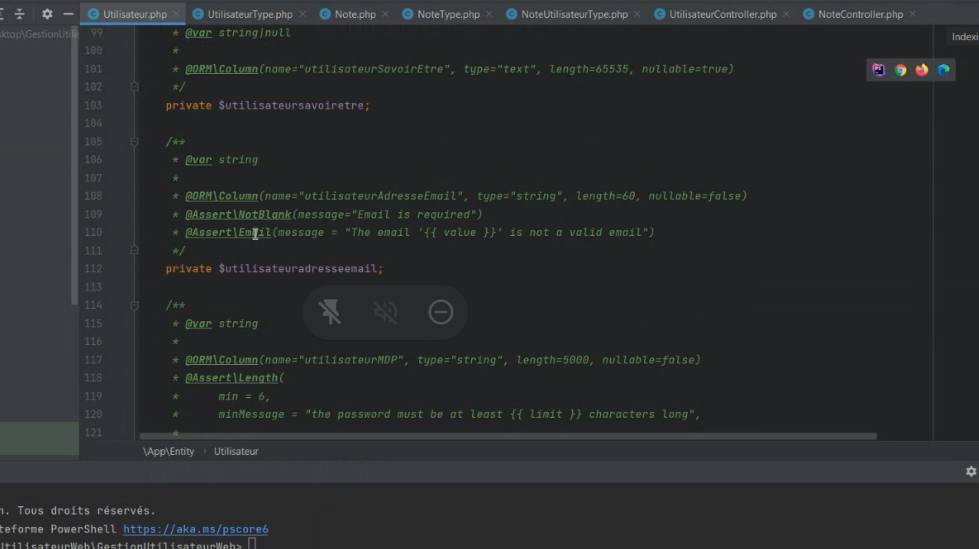 Utilisateur.php UtilisateurType.php Note.php NoteType.php NoteUtilisateurType.php UtilisateurController.php NoteController.php
sktop\GestionUtilis
Indexi
99 * @var string|null
100 *
101 * @ORM\Column(name="utilisateurSavoirEtre", type="text", length=65535, nullable=true)
102 */
103 private $utilisateursavoiretre;
104
105 /**
106 * @var string
107 *
108 * @ORM\Column(name="utilisateurAdresseEmail", type="string", length=60, nullable=false)
109 * @Assert\NotBlank(message="Email is required")
110 * @Assert\Email(message = "The email '{{ value }}' is not a valid email")
111 */
112 private $utilisateuradresseemail;
113
114 /**
115 * @var string
116 *
117 * @ORM\Column(name="utilisateurMDP", type="string", length=5000, nullable=false)
118 * @Assert\Length(
119 * min = 6,
120 * minMessage = "the password must be at least {{ limit }} characters long",
121 *
\App\Entity › Utilisateur
n. Tous droits réservés.
ateforme PowerShell https://aka.ms/pscore6
UtilisateurWeb\GestionUtilisateurWeb>